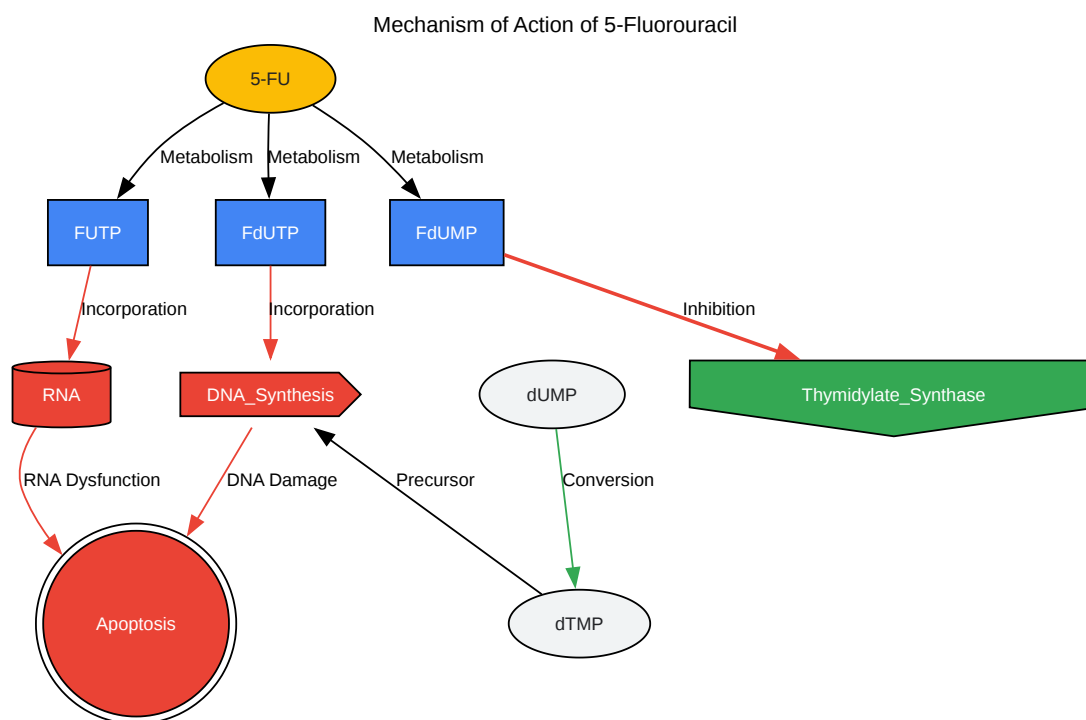 Mechanism of Action of 5-Fluorouracil
5-FU
Metabolism
Metabolism
Metabolism
FUTP
FdUTP
FdUMP
Incorporation
Incorporation
Inhibition
RNA
DNA_Synthesis
dUMP
Thymidylate_Synthase
RNA Dysfunction
DNA Damage
Precursor
Conversion
Apoptosis
dTMP